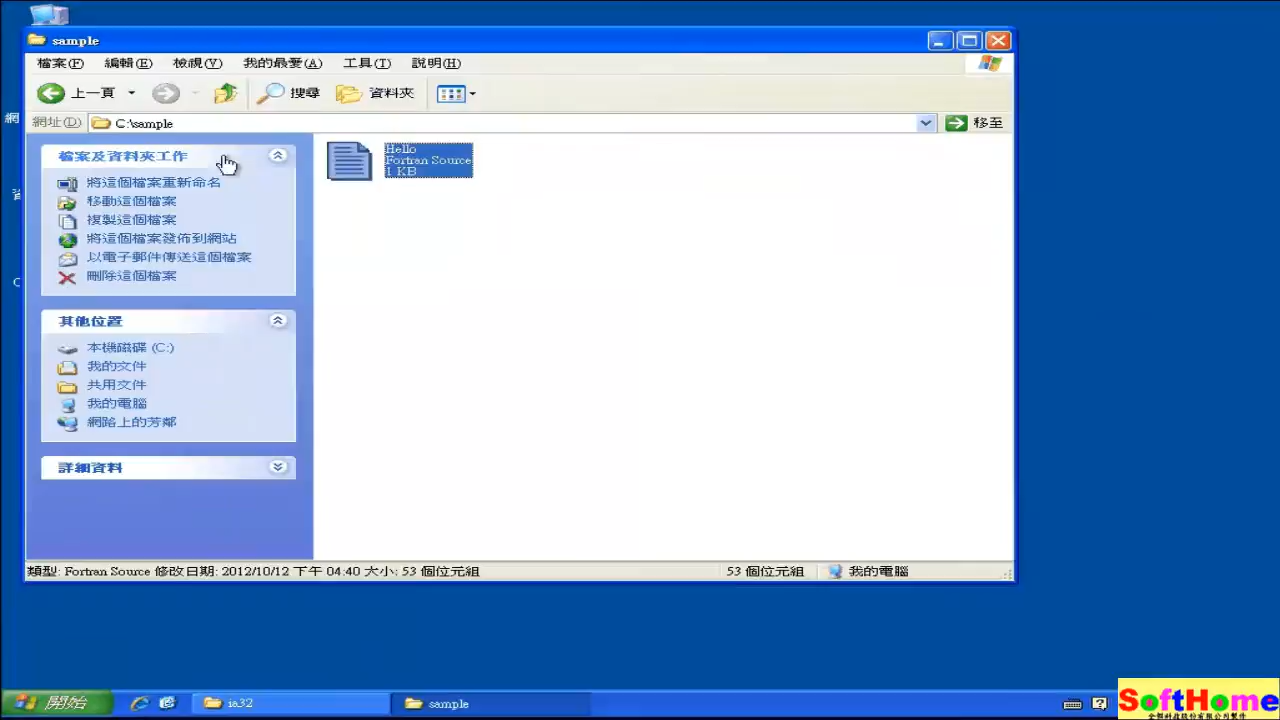 sample
檔案(F) 編輯(E) 檢視(V) 我的最愛(A) 工具(T) 說明(H)
上一頁 搜尋 資料夾
網址(D) C:\sample 移至
網
資
C
檔案及資料夾工作
將這個檔案重新命名
移動這個檔案
複製這個檔案
將這個檔案發佈到網站
以電子郵件傳送這個檔案
刪除這個檔案
其他位置
本機磁碟 (C:)
我的文件
共用文件
我的電腦
網路上的芳鄰
詳細資料
Hello
Fortran Source
1 KB
類型: Fortran Source 修改日期: 2012/10/12 下午 04:40 大小: 53 個位元組 53 個位元組 我的電腦
開始 ia32 sample
SoftHome